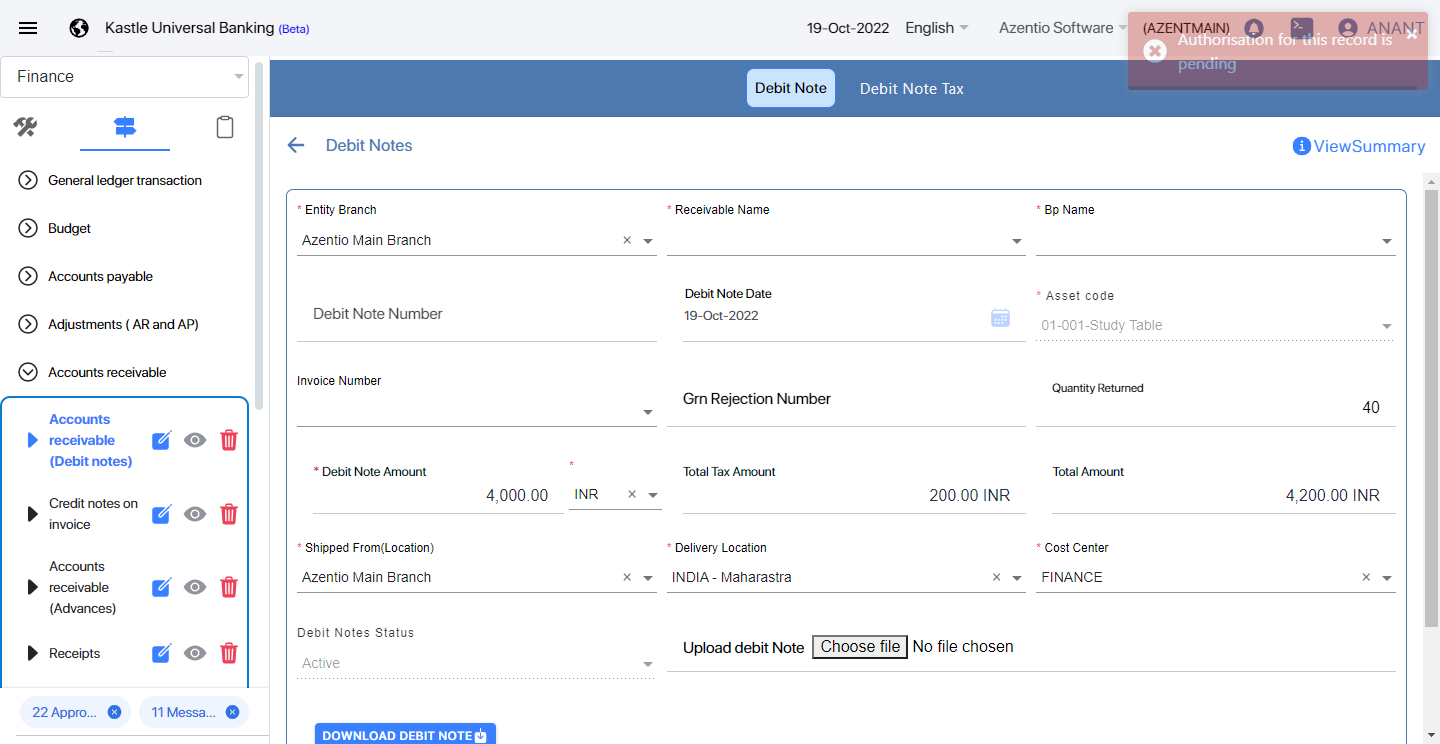 Kastle Universal Banking (Beta)
19-Oct-2022
English
Azentio Software
(AZENTMAIN)
ANANT
Authorisation for this record is
pending
Finance
Debit Note
Debit Note Tax
Debit Notes
ViewSummary
General ledger transaction
Budget
Accounts payable
Adjustments ( AR and AP)
Accounts receivable
Accounts
receivable
(Debit notes)
Credit notes on
invoice
Accounts
receivable
(Advances)
Receipts
22 Appro...
11 Messa...
* Entity Branch
Azentio Main Branch
* Receivable Name
* Bp Name
Debit Note Number
Debit Note Date
19-Oct-2022
* Asset code
01-001-Study Table
Invoice Number
Grn Rejection Number
Quantity Returned
40
* Debit Note Amount
4,000.00
*
INR
Total Tax Amount
200.00 INR
Total Amount
4,200.00 INR
* Shipped From(Location)
Azentio Main Branch
* Delivery Location
INDIA - Maharastra
* Cost Center
FINANCE
Debit Notes Status
Active
Upload debit Note
Choose file No file chosen
DOWNLOAD DEBIT NOTE